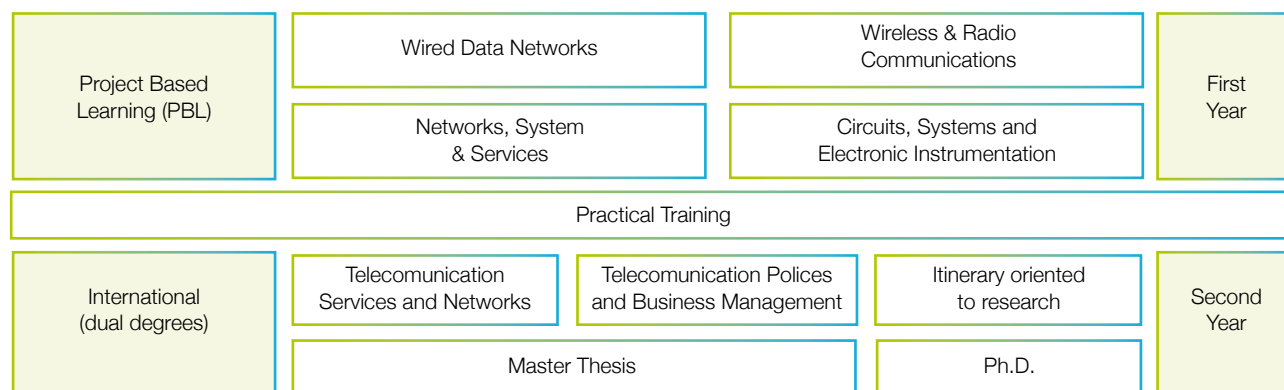 Project Based
Learning (PBL)
Wired Data Networks
Wireless & Radio
Communications
Networks, System
& Services
Circuits, Systems and
Electronic Instrumentation
First
Year
Practical Training
International
(dual degrees)
Telecomunication
Services and Networks
Telecomunication Polices
and Business Management
Itinerary oriented
to research
Master Thesis
Ph.D.
Second
Year